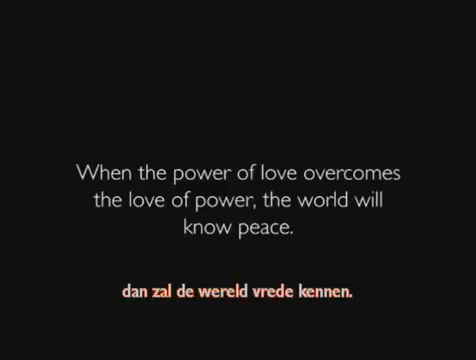 When the power of love overcomes
the love of power, the world will
know peace.
dan zal de wereld vrede kennen.